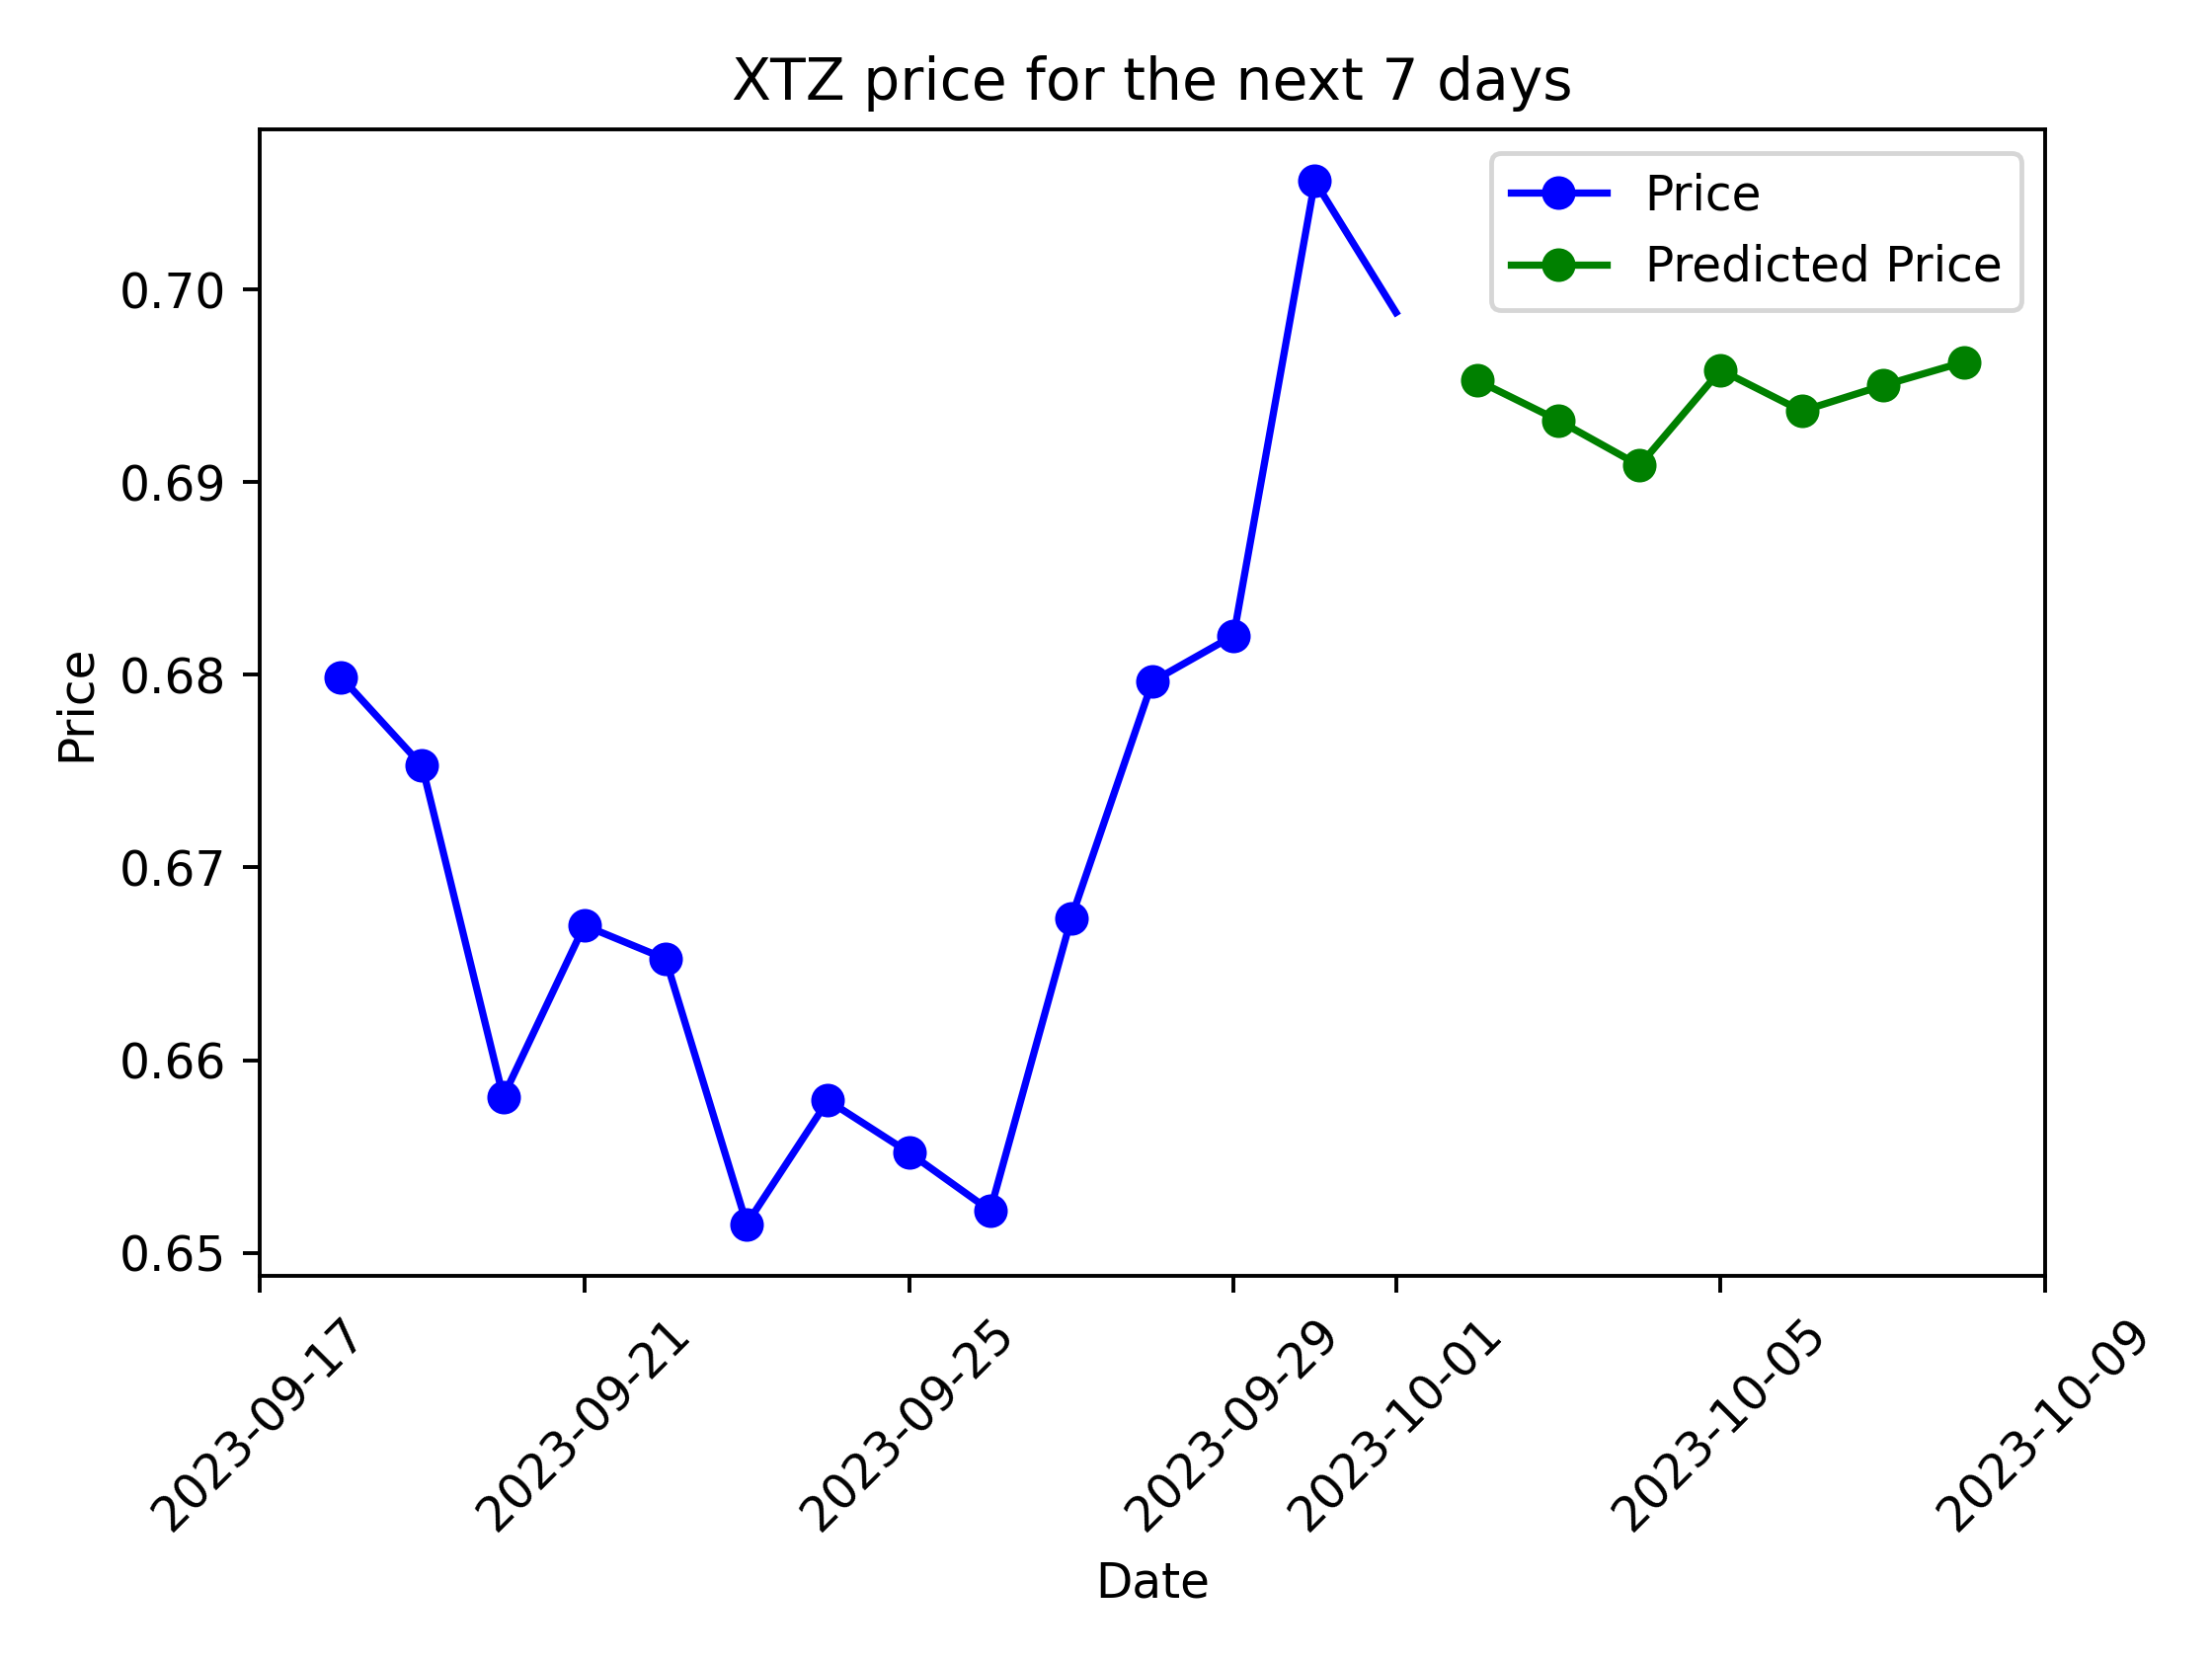 XTZ price for the next 7 days
Price
Predicted Price
0.70
0.69
0.68
0.67
0.66
0.65
Price
2023-09-17
2023-09-21
2023-09-25
2023-09-29
2023-10-01
2023-10-05
2023-10-09
Date